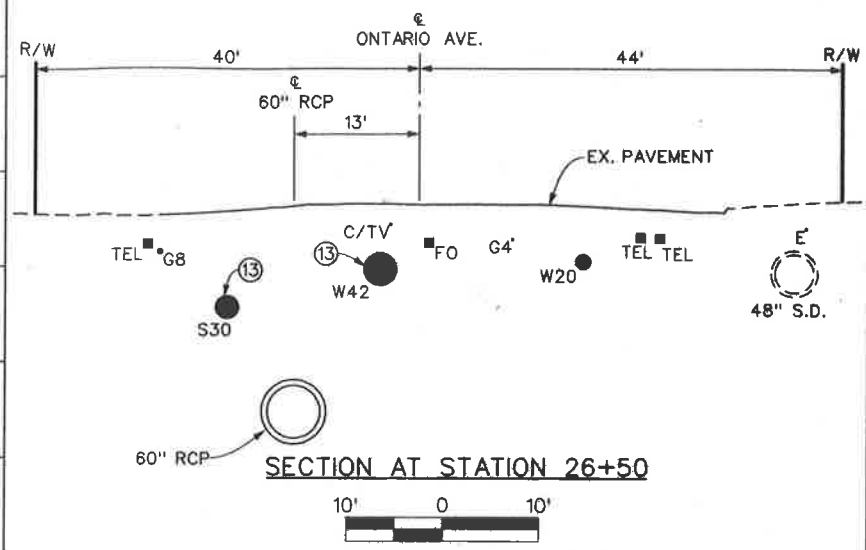 ℄
ONTARIO AVE.
R/W
R/W
40'
44'
℄
60" RCP
13'
EX. PAVEMENT
C/TV
TEL
G8
13
13
FO
G4
TEL
TEL
E
W20
W42
S30
48" S.D.
60" RCP
SECTION AT STATION 26+50
10'
0
10'